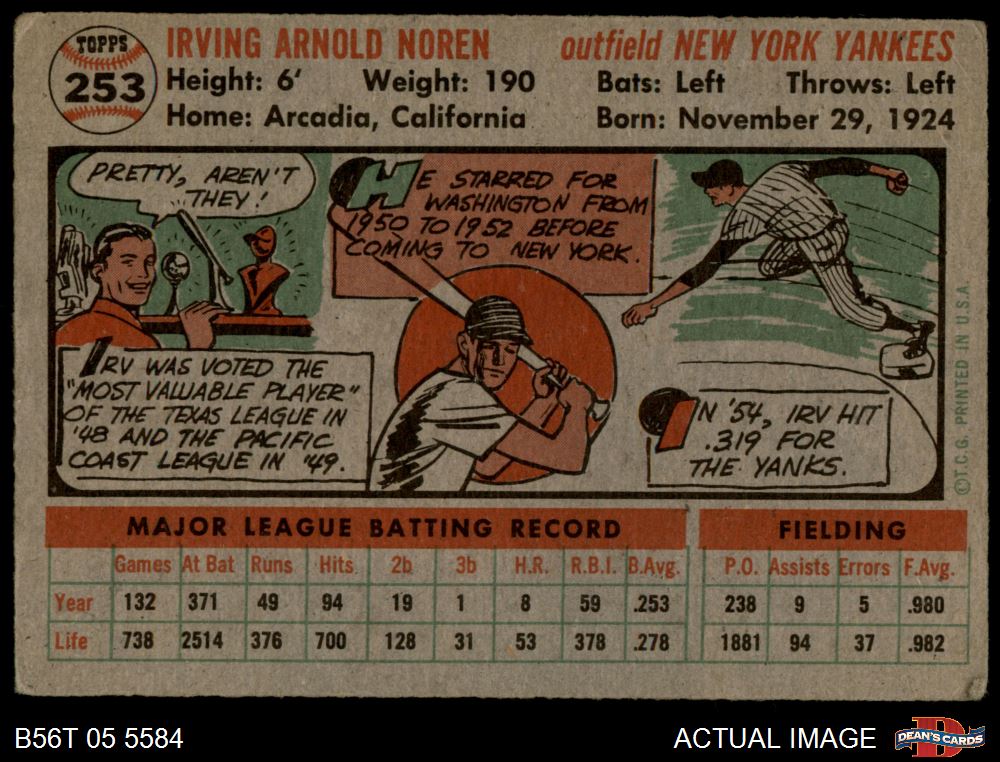 TOPPS
253
IRVING ARNOLD NOREN outfield NEW YORK YANKEES
Height: 6' Weight: 190 Bats: Left Throws: Left
Home: Arcadia, California Born: November 29, 1924
PRETTY, AREN'T
THEY!
IRV WAS VOTED THE
"MOST VALUABLE PLAYER"
OF THE TEXAS LEAGUE IN
'48 AND THE PACIFIC
COAST LEAGUE IN '49.
HE STARRED FOR
WASHINGTON FROM
1950 TO 1952 BEFORE
COMING TO NEW YORK.
IN '54, IRV HIT
.319 FOR
THE YANKS.
©T.C.G. PRINTED IN U.S.A.
MAJOR LEAGUE BATTING RECORD FIELDING
Games At Bat Runs Hits 2b 3b H.R. R.B.I. B.Avg. P.O. Assists Errors F.Avg.
Year 132 371 49 94 19 1 8 59 .253 238 9 5 .980
Life 738 2514 376 700 128 31 53 378 .278 1881 94 37 .982
B56T 05 5584 ACTUAL IMAGE
D
DEAN'S CARDS